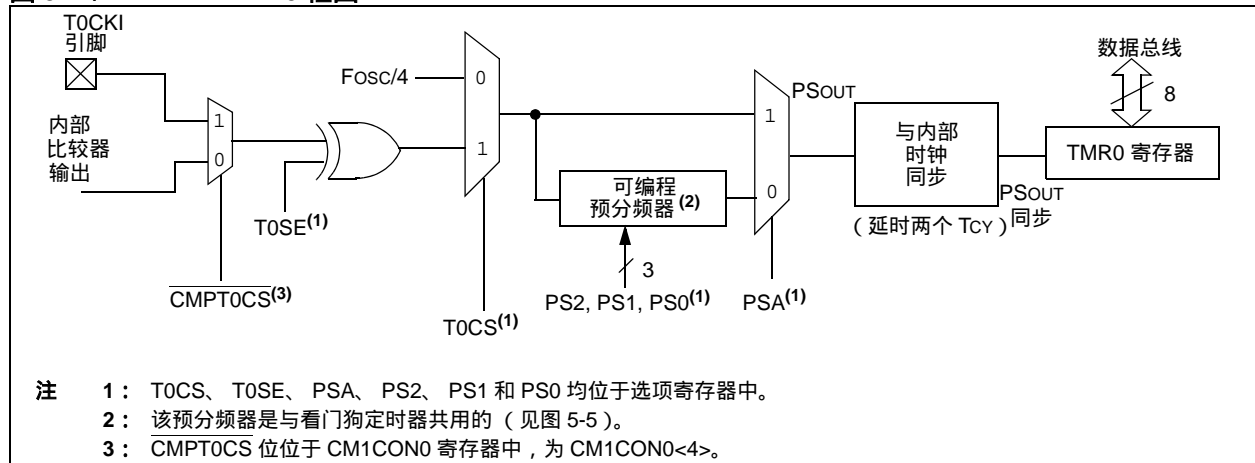 T0CKI
引脚
FOSC/4
0
1
1
0
内部
比较器
输出
T0SE(1)
CMPT0CS(3)
T0CS(1)
可编程
预分频器(2)
3
PS2, PS1, PS0(1)
1
0
PSOUT
PSA(1)
与内部
时钟
同步
(延时两个 TCY)
PSOUT
同步
数据总线
8
TMR0 寄存器
注 1： T0CS、 T0SE、 PSA、 PS2、 PS1 和 PS0 均位于选项寄存器中。
2： 该预分频器是与看门狗定时器共用的（见图 5-5）。
3： CMPT0CS 位位于 CM1CON0 寄存器中，为 CM1CON0<4>。